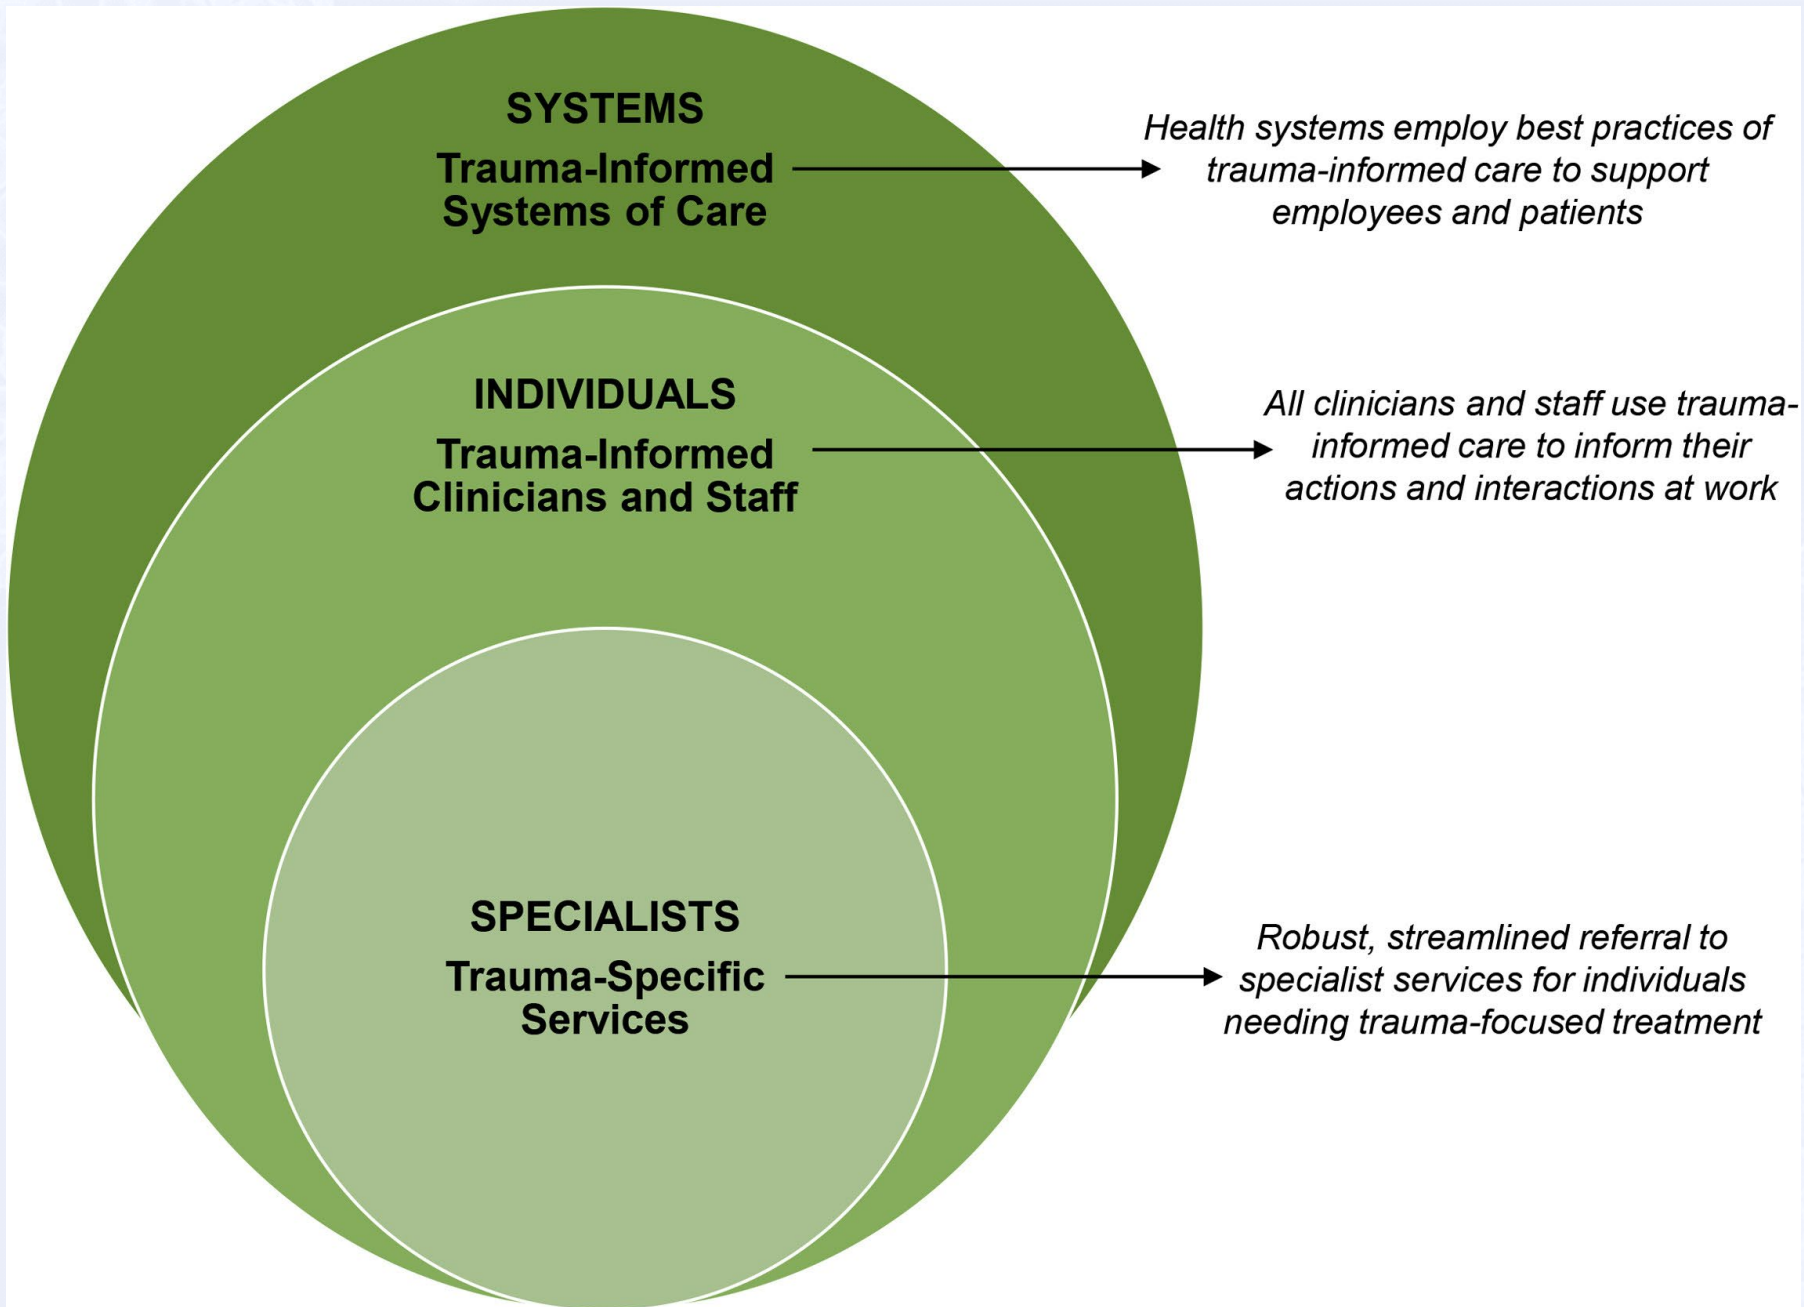 SYSTEMS
Trauma-Informed
Systems of Care
Health systems employ best practices of
trauma-informed care to support
employees and patients
INDIVIDUALS
Trauma-Informed
Clinicians and Staff
All clinicians and staff use trauma-
informed care to inform their
actions and interactions at work
SPECIALISTS
Trauma-Specific
Services
Robust, streamlined referral to
specialist services for individuals
needing trauma-focused treatment